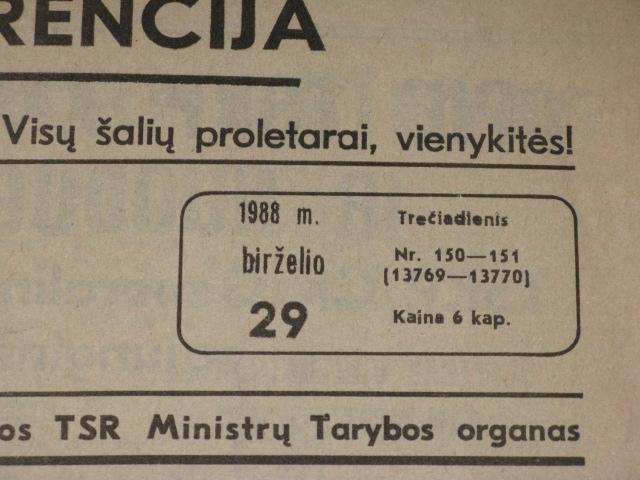 RENCIJA
Visų šalių proletarai, vienykitės!
1988 m.
birželio
29
Trečiadienis
Nr. 150—151
(13769—13770)
Kaina 6 kap.
os TSR Ministrų Tarybos organas